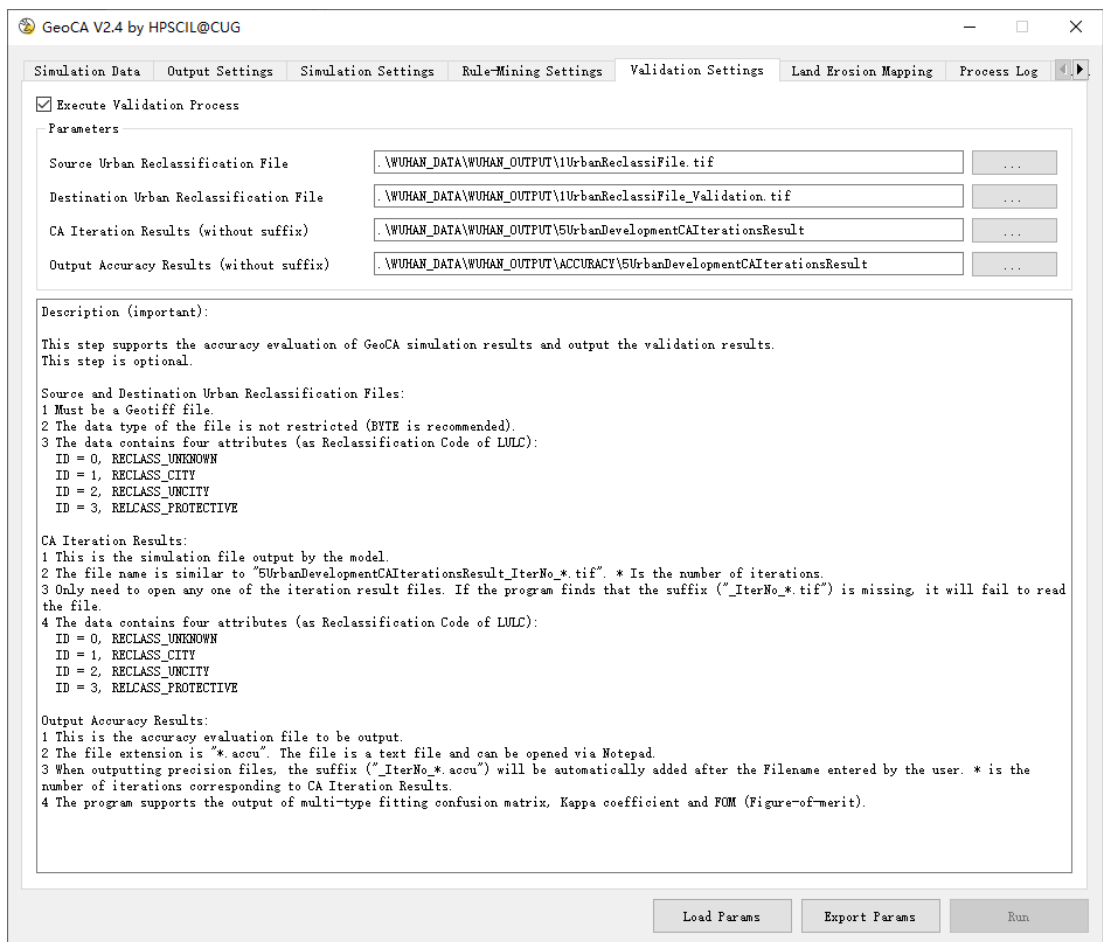 GeoCA V2.4 by HPSCIL@CUG
Simulation Data Output Settings Simulation Settings Rule-Mining Settings Validation Settings Land Erosion Mapping Process Log
Execute Validation Process
Parameters
Source Urban Reclassification File .\WUHAN_DATA\WUHAN_OUTPUT\1UrbanReclassiFile.tif ...
Destination Urban Reclassification File .\WUHAN_DATA\WUHAN_OUTPUT\1UrbanReclassiFile_Validation.tif ...
CA Iteration Results (without suffix) .\WUHAN_DATA\WUHAN_OUTPUT\5UrbanDevelopmentCAIterationsResult ...
Output Accuracy Results (without suffix) .\WUHAN_DATA\WUHAN_OUTPUT\ACCURACY\5UrbanDevelopmentCAIterationsResult ...
Description (important):
This step supports the accuracy evaluation of GeoCA simulation results and output the validation results.
This step is optional.
Source and Destination Urban Reclassification Files:
1 Must be a Geotiff file.
2 The data type of the file is not restricted (BYTE is recommended).
3 The data contains four attributes (as Reclassification Code of LULC):
ID = 0, RECLASS_UNKNOWN
ID = 1, RECLASS_CITY
ID = 2, RECLASS_UNCITY
ID = 3, RELCASS_PROTECTIVE
CA Iteration Results:
1 This is the simulation file output by the model.
2 The file name is similar to "5UrbanDevelopmentCAIterationsResult_IterNo_*.tif". * Is the number of iterations.
3 Only need to open any one of the iteration result files. If the program finds that the suffix ("_IterNo_*.tif") is missing, it will fail to read
the file.
4 The data contains four attributes (as Reclassification Code of LULC):
ID = 0, RECLASS_UNKNOWN
ID = 1, RECLASS_CITY
ID = 2, RECLASS_UNCITY
ID = 3, RELCASS_PROTECTIVE
Output Accuracy Results:
1 This is the accuracy evaluation file to be output.
2 The file extension is "*.accu". The file is a text file and can be opened via Notepad.
3 When outputting precision files, the suffix ("_IterNo_*.accu") will be automatically added after the Filename entered by the user. * is the
number of iterations corresponding to CA Iteration Results.
4 The program supports the output of multi-type fitting confusion matrix, Kappa coefficient and FOM (Figure-of-merit).
Load Params Export Params Run